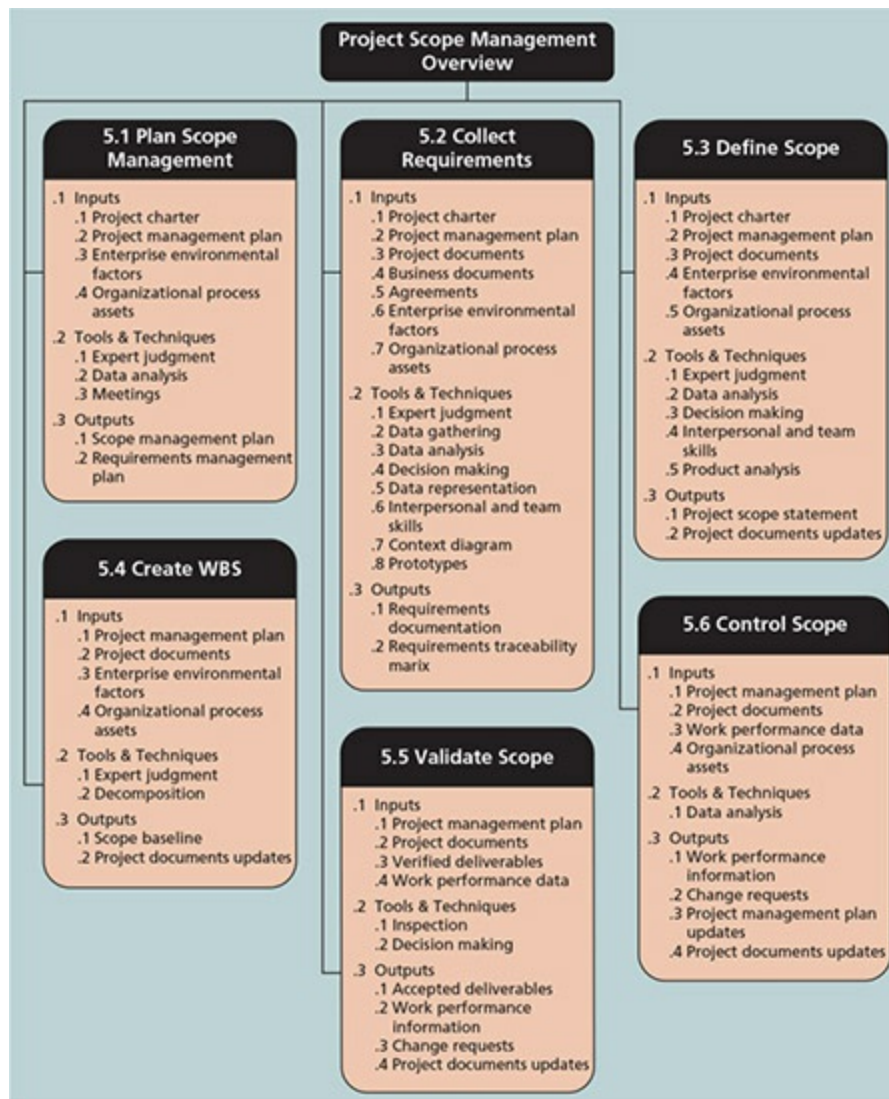 Project Scope Management
Overview
5.1 Plan Scope
Management
.1 Inputs
.1 Project charter
.2 Project management plan
.3 Enterprise environmental
factors
.4 Organizational process
assets
.2 Tools & Techniques
.1 Expert judgment
.2 Data analysis
.3 Meetings
.3 Outputs
.1 Scope management plan
.2 Requirements management
plan
5.2 Collect
Requirements
.1 Inputs
.1 Project charter
.2 Project management plan
.3 Project documents
.4 Business documents
.5 Agreements
.6 Enterprise environmental
factors
.7 Organizational process
assets
.2 Tools & Techniques
.1 Expert judgment
.2 Data gathering
.3 Data analysis
.4 Decision making
.5 Data representation
.6 Interpersonal and team
skills
.7 Context diagram
.8 Prototypes
.3 Outputs
.1 Requirements
documentation
.2 Requirements traceability
marix
5.3 Define Scope
.1 Inputs
.1 Project charter
.2 Project management plan
.3 Project documents
.4 Enterprise environmental
factors
.5 Organizational process
assets
.2 Tools & Techniques
.1 Expert judgment
.2 Data analysis
.3 Decision making
.4 Interpersonal and team
skills
.5 Product analysis
.3 Outputs
.1 Project scope statement
.2 Project documents updates
5.4 Create WBS
.1 Inputs
.1 Project management plan
.2 Project documents
.3 Enterprise environmental
factors
.4 Organizational process
assets
.2 Tools & Techniques
.1 Expert judgment
.2 Decomposition
.3 Outputs
.1 Scope baseline
.2 Project documents updates
5.5 Validate Scope
.1 Inputs
.1 Project management plan
.2 Project documents
.3 Verified deliverables
.4 Work performance data
.2 Tools & Techniques
.1 Inspection
.2 Decision making
.3 Outputs
.1 Accepted deliverables
.2 Work performance
information
.3 Change requests
.4 Project documents updates
5.6 Control Scope
.1 Inputs
.1 Project management plan
.2 Project documents
.3 Work performance data
.4 Organizational process
assets
.2 Tools & Techniques
.1 Data analysis
.3 Outputs
.1 Work performance
information
.2 Change requests
.3 Project management plan
updates
.4 Project documents updates